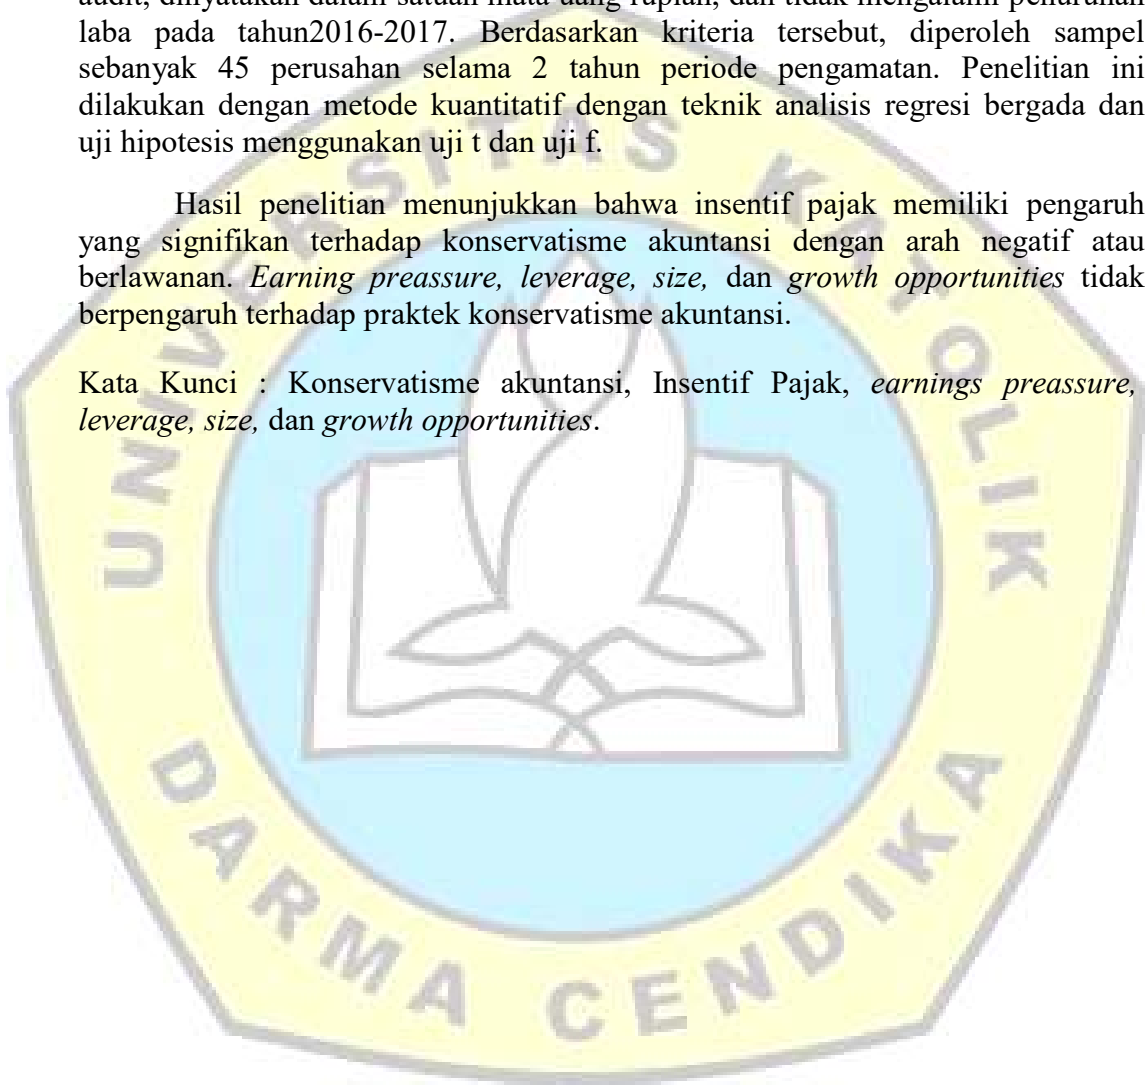 audit, dinyatakan dalam satuan mata uang rupiah, dan tidak mengalami penurunan
laba pada tahun2016-2017. Berdasarkan kriteria tersebut, diperoleh sampel
sebanyak 45 perusahan selama 2 tahun periode pengamatan. Penelitian ini
dilakukan dengan metode kuantitatif dengan teknik analisis regresi bergada dan
uji hipotesis menggunakan uji t dan uji f.
Hasil penelitian menunjukkan bahwa insentif pajak memiliki pengaruh
yang signifikan terhadap konservatisme akuntansi dengan arah negatif atau
berlawanan. Earning preassure, leverage, size, dan growth opportunities tidak
berpengaruh terhadap praktek konservatisme akuntansi.
Kata Kunci : Konservatisme akuntansi, Insentif Pajak, earnings preassure,
leverage, size, dan growth opportunities.
UNIVERSITAS KATOLIK
DARMA CENDIKA